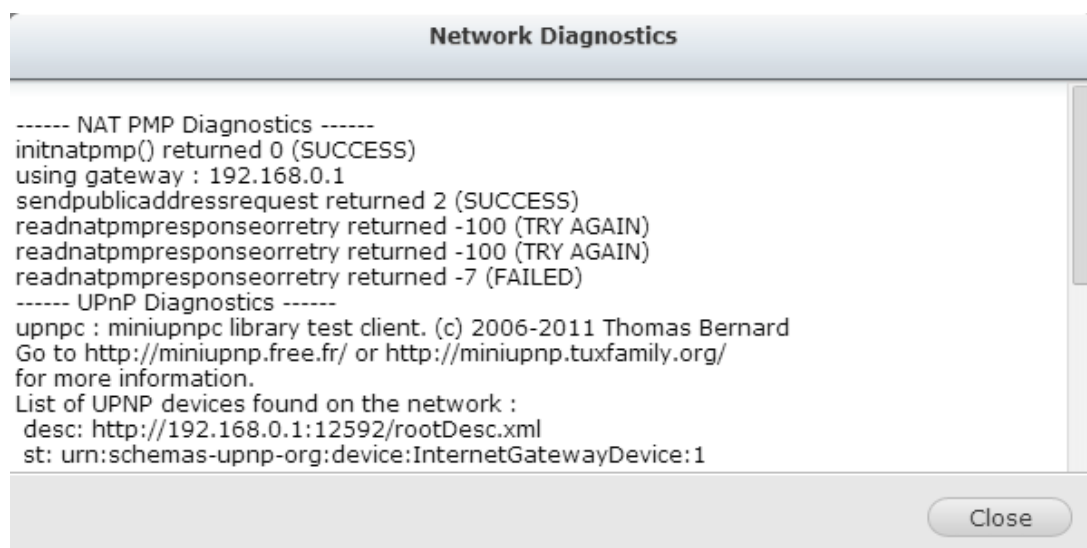 Network Diagnostics
------ NAT PMP Diagnostics ------
initnatpmp() returned 0 (SUCCESS)
using gateway : 192.168.0.1
sendpublicaddressrequest returned 2 (SUCCESS)
readnatpmpresponseorretry returned -100 (TRY AGAIN)
readnatpmpresponseorretry returned -100 (TRY AGAIN)
readnatpmpresponseorretry returned -7 (FAILED)
------ UPnP Diagnostics ------
upnpc : miniupnpc library test client. (c) 2006-2011 Thomas Bernard
Go to http://miniupnp.free.fr/ or http://miniupnp.tuxfamily.org/
for more information.
List of UPNP devices found on the network :
desc: http://192.168.0.1:12592/rootDesc.xml
st: urn:schemas-upnp-org:device:InternetGatewayDevice:1
Close